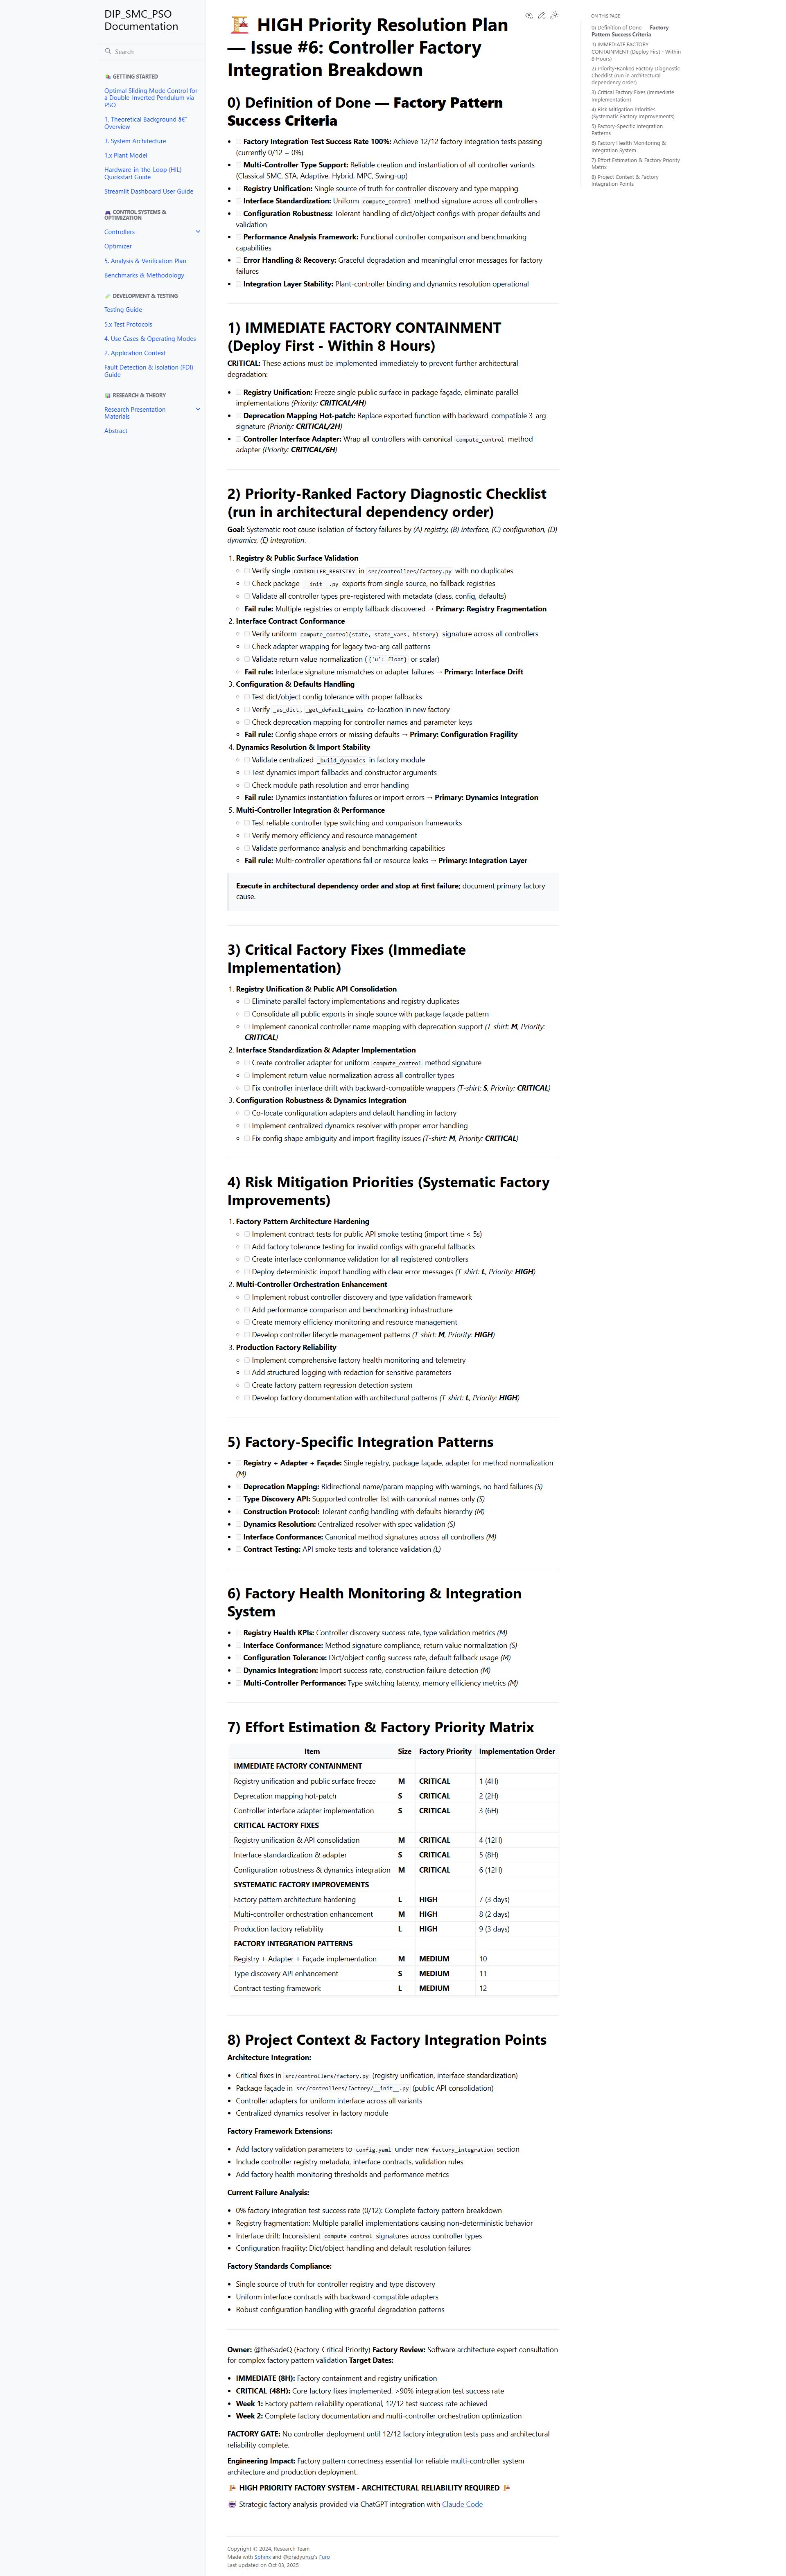 DIP_SMC_PSO
Documentation
Search
GETTING STARTED
Optimal Sliding Mode Control for
a Double-Inverted Pendulum via
PSO
1. Theoretical Background â€“
Overview
3. System Architecture
1.x Plant Model
Hardware-in-the-Loop (HIL)
Quickstart Guide
Streamlit Dashboard User Guide
CONTROL SYSTEMS &
OPTIMIZATION
Controllers
Optimizer
5. Analysis & Verification Plan
Benchmarks & Methodology
DEVELOPMENT & TESTING
Testing Guide
5.x Test Protocols
4. Use Cases & Operating Modes
2. Application Context
Fault Detection & Isolation (FDI)
Guide
RESEARCH & THEORY
Research Presentation
Materials
Abstract
🏗️ HIGH Priority Resolution Plan
— Issue #6: Controller Factory
Integration Breakdown
0) Definition of Done — Factory Pattern
Success Criteria
• ☐ Factory Integration Test Success Rate 100%: Achieve 12/12 factory integration tests passing
(currently 0/12 = 0%)
• ☐ Multi-Controller Type Support: Reliable creation and instantiation of all controller variants
(Classical SMC, STA, Adaptive, Hybrid, MPC, Swing-up)
• ☐ Registry Unification: Single source of truth for controller discovery and type mapping
• ☐ Interface Standardization: Uniform compute_control method signature across all controllers
• ☐ Configuration Robustness: Tolerant handling of dict/object configs with proper defaults and
validation
• ☐ Performance Analysis Framework: Functional controller comparison and benchmarking
capabilities
• ☐ Error Handling & Recovery: Graceful degradation and meaningful error messages for factory
failures
• ☐ Integration Layer Stability: Plant-controller binding and dynamics resolution operational
1) IMMEDIATE FACTORY CONTAINMENT
(Deploy First - Within 8 Hours)
CRITICAL: These actions must be implemented immediately to prevent further architectural
degradation:
• ☐ Registry Unification: Freeze single public surface in package façade, eliminate parallel
implementations (Priority: CRITICAL/4H)
• ☐ Deprecation Mapping Hot-patch: Replace exported function with backward-compatible 3-arg
signature (Priority: CRITICAL/2H)
• ☐ Controller Interface Adapter: Wrap all controllers with canonical compute_control method
adapter (Priority: CRITICAL/6H)
2) Priority-Ranked Factory Diagnostic Checklist
(run in architectural dependency order)
Goal: Systematic root cause isolation of factory failures by (A) registry, (B) interface, (C) configuration, (D)
dynamics, (E) integration.
1. Registry & Public Surface Validation
☐ Verify single CONTROLLER_REGISTRY in src/controllers/factory.py with no duplicates
☐ Check package __init__.py exports from single source, no fallback registries
☐ Validate all controller types pre-registered with metadata (class, config, defaults)
Fail rule: Multiple registries or empty fallback discovered → Primary: Registry Fragmentation
2. Interface Contract Conformance
☐ Verify uniform compute_control(state, state_vars, history) signature across all controllers
☐ Check adapter wrapping for legacy two-arg call patterns
☐ Validate return value normalization ( {'u': float} or scalar)
Fail rule: Interface signature mismatches or adapter failures → Primary: Interface Drift
3. Configuration & Defaults Handling
☐ Test dict/object config tolerance with proper fallbacks
☐ Verify _as_dict , _get_default_gains co-location in new factory
☐ Check deprecation mapping for controller names and parameter keys
Fail rule: Config shape errors or missing defaults → Primary: Configuration Fragility
4. Dynamics Resolution & Import Stability
☐ Validate centralized _build_dynamics in factory module
☐ Test dynamics import fallbacks and constructor arguments
☐ Check module path resolution and error handling
Fail rule: Dynamics instantiation failures or import errors → Primary: Dynamics Integration
5. Multi-Controller Integration & Performance
☐ Test reliable controller type switching and comparison frameworks
☐ Verify memory efficiency and resource management
☐ Validate performance analysis and benchmarking capabilities
Fail rule: Multi-controller operations fail or resource leaks → Primary: Integration Layer
Execute in architectural dependency order and stop at first failure; document primary factory
cause.
3) Critical Factory Fixes (Immediate
Implementation)
1. Registry Unification & Public API Consolidation
☐ Eliminate parallel factory implementations and registry duplicates
☐ Consolidate all public exports in single source with package façade pattern
☐ Implement canonical controller name mapping with deprecation support (T-shirt: M, Priority:
CRITICAL)
2. Interface Standardization & Adapter Implementation
☐ Create controller adapter for uniform compute_control method signature
☐ Implement return value normalization across all controller types
☐ Fix controller interface drift with backward-compatible wrappers (T-shirt: S, Priority: CRITICAL)
3. Configuration Robustness & Dynamics Integration
☐ Co-locate configuration adapters and default handling in factory
☐ Implement centralized dynamics resolver with proper error handling
☐ Fix config shape ambiguity and import fragility issues (T-shirt: M, Priority: CRITICAL)
4) Risk Mitigation Priorities (Systematic Factory
Improvements)
1. Factory Pattern Architecture Hardening
☐ Implement contract tests for public API smoke testing (import time < 5s)
☐ Add factory tolerance testing for invalid configs with graceful fallbacks
☐ Create interface conformance validation for all registered controllers
☐ Deploy deterministic import handling with clear error messages (T-shirt: L, Priority: HIGH)
2. Multi-Controller Orchestration Enhancement
☐ Implement robust controller discovery and type validation framework
☐ Add performance comparison and benchmarking infrastructure
☐ Create memory efficiency monitoring and resource management
☐ Develop controller lifecycle management patterns (T-shirt: M, Priority: HIGH)
3. Production Factory Reliability
☐ Implement comprehensive factory health monitoring and telemetry
☐ Add structured logging with redaction for sensitive parameters
☐ Create factory pattern regression detection system
☐ Develop factory documentation with architectural patterns (T-shirt: L, Priority: HIGH)
5) Factory-Specific Integration Patterns
• ☐ Registry + Adapter + Façade: Single registry, package façade, adapter for method normalization
(M)
• ☐ Deprecation Mapping: Bidirectional name/param mapping with warnings, no hard failures (S)
• ☐ Type Discovery API: Supported controller list with canonical names only (S)
• ☐ Construction Protocol: Tolerant config handling with defaults hierarchy (M)
• ☐ Dynamics Resolution: Centralized resolver with spec validation (S)
• ☐ Interface Conformance: Canonical method signatures across all controllers (M)
• ☐ Contract Testing: API smoke tests and tolerance validation (L)
6) Factory Health Monitoring & Integration
System
• ☐ Registry Health KPIs: Controller discovery success rate, type validation metrics (M)
• ☐ Interface Conformance: Method signature compliance, return value normalization (S)
• ☐ Configuration Tolerance: Dict/object config success rate, default fallback usage (M)
• ☐ Dynamics Integration: Import success rate, construction failure detection (M)
• ☐ Multi-Controller Performance: Type switching latency, memory efficiency metrics (M)
7) Effort Estimation & Factory Priority Matrix
Item Size Factory Priority Implementation Order
IMMEDIATE FACTORY CONTAINMENT
Registry unification and public surface freeze M CRITICAL 1 (4H)
Deprecation mapping hot-patch S CRITICAL 2 (2H)
Controller interface adapter implementation S CRITICAL 3 (6H)
CRITICAL FACTORY FIXES
Registry unification & API consolidation M CRITICAL 4 (12H)
Interface standardization & adapter S CRITICAL 5 (8H)
Configuration robustness & dynamics integration M CRITICAL 6 (12H)
SYSTEMATIC FACTORY IMPROVEMENTS
Factory pattern architecture hardening L HIGH 7 (3 days)
Multi-controller orchestration enhancement M HIGH 8 (2 days)
Production factory reliability L HIGH 9 (3 days)
FACTORY INTEGRATION PATTERNS
Registry + Adapter + Façade implementation M MEDIUM 10
Type discovery API enhancement S MEDIUM 11
Contract testing framework L MEDIUM 12
8) Project Context & Factory Integration Points
Architecture Integration:
• Critical fixes in src/controllers/factory.py (registry unification, interface standardization)
• Package façade in src/controllers/factory/__init__.py (public API consolidation)
• Controller adapters for uniform interface across all variants
• Centralized dynamics resolver in factory module
Factory Framework Extensions:
• Add factory validation parameters to config.yaml under new factory_integration section
• Include controller registry metadata, interface contracts, validation rules
• Add factory health monitoring thresholds and performance metrics
Current Failure Analysis:
• 0% factory integration test success rate (0/12): Complete factory pattern breakdown
• Registry fragmentation: Multiple parallel implementations causing non-deterministic behavior
• Interface drift: Inconsistent compute_control signatures across controller types
• Configuration fragility: Dict/object handling and default resolution failures
Factory Standards Compliance:
• Single source of truth for controller registry and type discovery
• Uniform interface contracts with backward-compatible adapters
• Robust configuration handling with graceful degradation patterns
Owner: @theSadeQ (Factory-Critical Priority) Factory Review: Software architecture expert consultation
for complex factory pattern validation Target Dates:
• IMMEDIATE (8H): Factory containment and registry unification
• CRITICAL (48H): Core factory fixes implemented, >90% integration test success rate
• Week 1: Factory pattern reliability operational, 12/12 test success rate achieved
• Week 2: Complete factory documentation and multi-controller orchestration optimization
FACTORY GATE: No controller deployment until 12/12 factory integration tests pass and architectural
reliability complete.
Engineering Impact: Factory pattern correctness essential for reliable multi-controller system
architecture and production deployment.
🏗️ HIGH PRIORITY FACTORY SYSTEM - ARCHITECTURAL RELIABILITY REQUIRED 🏗️
Strategic factory analysis provided via ChatGPT integration with Claude Code
Copyright © 2024, Research Team
Made with Sphinx and @pradyunsg's Furo
Last updated on Oct 03, 2025
ON THIS PAGE
0) Definition of Done — Factory
Pattern Success Criteria
1) IMMEDIATE FACTORY
CONTAINMENT
(Deploy First - Within
8 Hours)
2) Priority-Ranked Factory Diagnostic
Checklist (run in architectural
dependency order)
3) Critical Factory Fixes (Immediate
Implementation)
4) Risk Mitigation Priorities
(Systematic Factory Improvements)
5) Factory-Specific Integration
Patterns
6) Factory Health Monitoring &
Integration System
7) Effort Estimation & Factory Priority
Matrix
8) Project Context & Factory
Integration Points